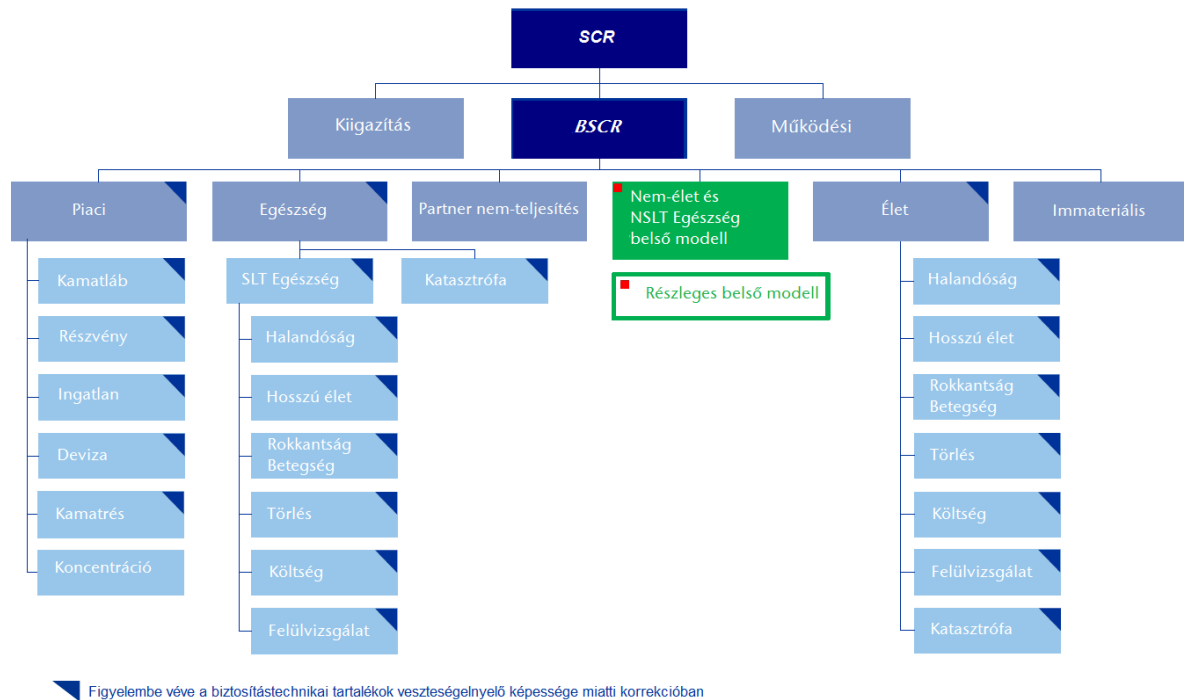 SCR
Kiigazítás
BSCR
Működési
Piaci
Egészség
Partner nem-teljesítés
Nem-élet és
NSLT Egészség
belső modell
Élet
Immateriális
Kamatláb
SLT Egészség
Katasztrófa
Részleges belső modell
Halandóság
Részvény
Halandóság
Hosszú élet
Ingatlan
Hosszú élet
Rokkantság
Betegség
Deviza
Rokkantság
Betegség
Törlés
Kamatrés
Törlés
Költség
Koncentráció
Költség
Felülvizsgálat
Felülvizsgálat
Katasztrófa
Figyelembe véve a biztosítástechnikai tartalékok veszteségelnyelő képessége miatti korrekcióban